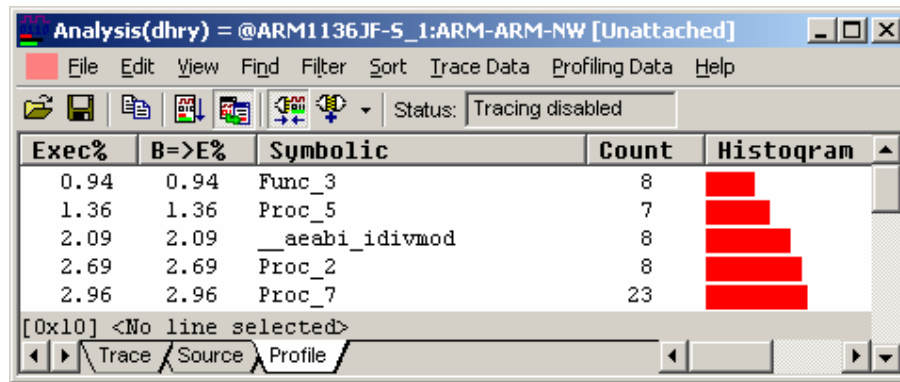 Analysis(dhry) = @ARM1136JF-S_1:ARM-ARM-NW [Unattached]
File Edit View Find Filter Sort Trace Data Profiling Data Help
Status: Tracing disabled
Exec% B=>E% Symbolic Count Histogram
0.94 0.94 Func_3 8
1.36 1.36 Proc_5 7
2.09 2.09 __aeabi_idivmod 8
2.69 2.69 Proc_2 8
2.96 2.96 Proc_7 23
[0x10] <No line selected>
Trace Source Profile